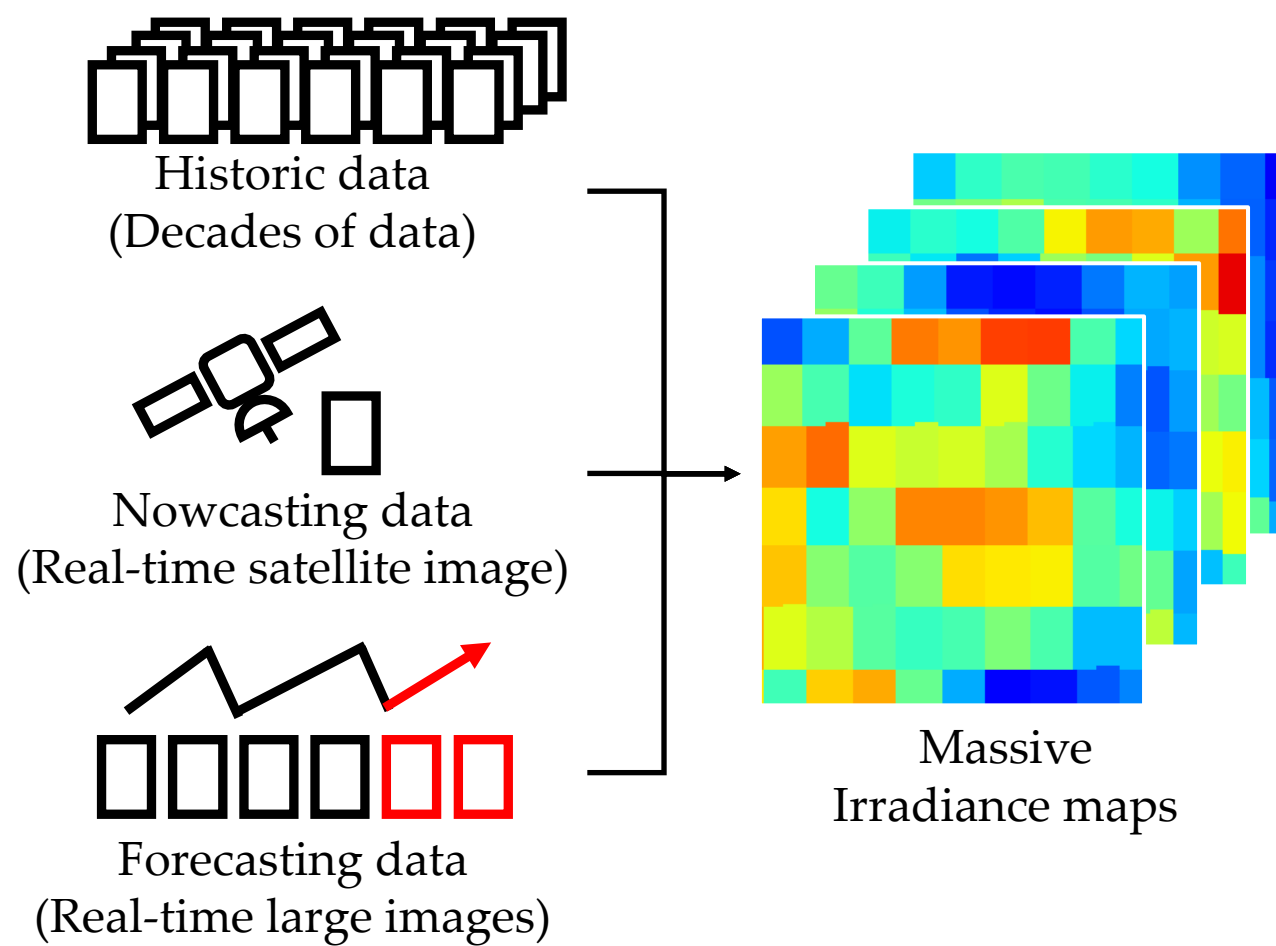 Historic data
(Decades of data)
Nowcasting data
(Real-time satellite image)
Forecasting data
(Real-time large images)
Massive
Irradiance maps